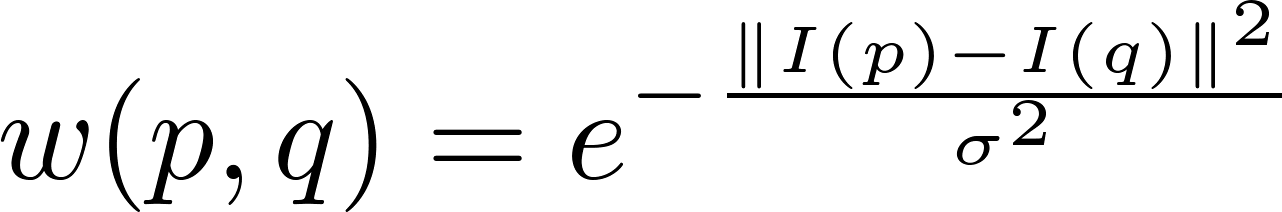 w(p, q) = e^{-\frac{\|I(p)-I(q)\|^2}{\sigma^2}}